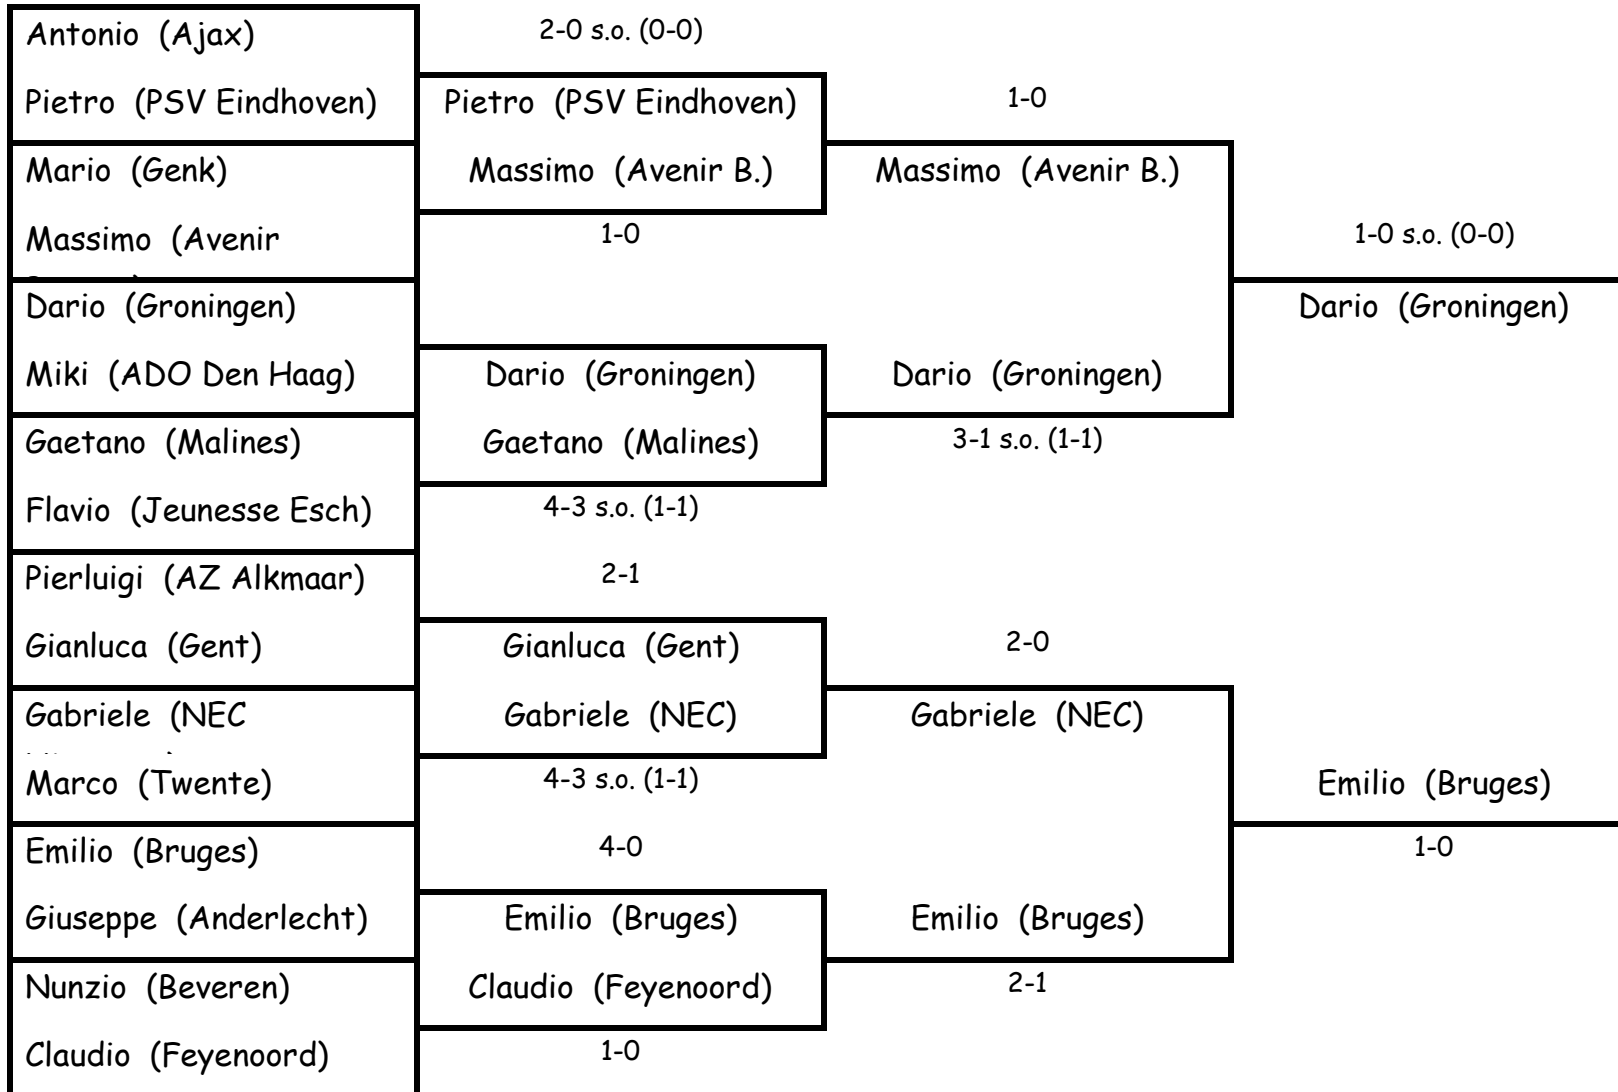 Antonio (Ajax)
Pietro (PSV Eindhoven)
Mario (Genk)
Massimo (Avenir
Dario (Groningen)
Miki (ADO Den Haag)
Gaetano (Malines)
Flavio (Jeunesse Esch)
Pierluigi (AZ Alkmaar)
Gianluca (Gent)
Gabriele (NEC
Marco (Twente)
Emilio (Bruges)
Giuseppe (Anderlecht)
Nunzio (Beveren)
Claudio (Feyenoord)
2-0 s.o. (0-0)
Pietro (PSV Eindhoven)
Massimo (Avenir B.)
1-0
Dario (Groningen)
Gaetano (Malines)
4-3 s.o. (1-1)
2-1
Gianluca (Gent)
Gabriele (NEC)
4-3 s.o. (1-1)
4-0
Emilio (Bruges)
Claudio (Feyenoord)
1-0
1-0
Massimo (Avenir B.)
Dario (Groningen)
3-1 s.o. (1-1)
2-0
Gabriele (NEC)
Emilio (Bruges)
2-1
1-0 s.o. (0-0)
Dario (Groningen)
Emilio (Bruges)
1-0